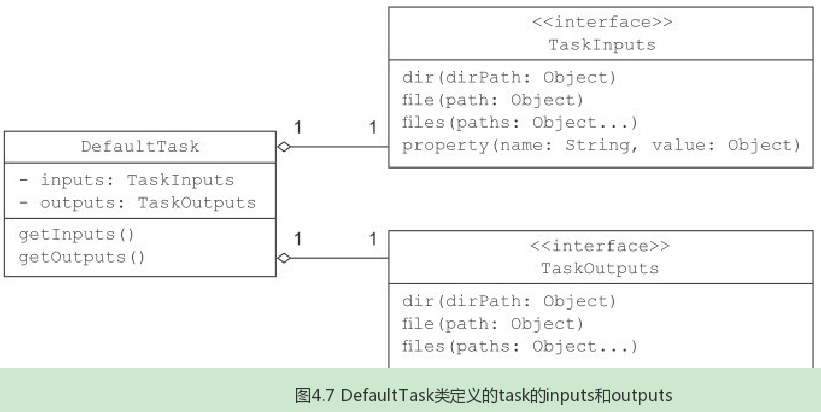 <<interface>>
TaskInputs
dir(dirPath: Object)
file(path: Object)
files(paths: Object...)
property(name: String, value: Object)
1
1
DefaultTask
- inputs: TaskInputs
- outputs: TaskOutputs
getInputs()
getOutputs()
1
1
<<interface>>
TaskOutputs
dir(dirPath: Object)
file(path: Object)
files(paths: Object...)
图4.7 DefaultTask类定义的task的inputs和outputs